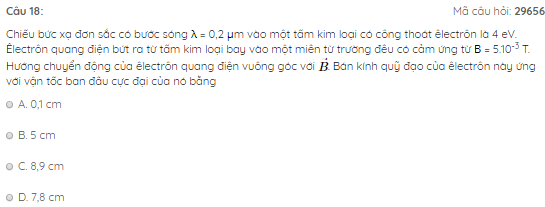 Câu 18: Mã câu hỏi: 29656
Chiếu bức xạ đơn sắc có bước sóng λ = 0,2 μm vào một tấm kim loại có công thoát êlectrôn là 4 eV.
Êlectrôn quang điện bứt ra từ tấm kim loại bay vào một miên từ trường đều có cảm ứng từ B = 5.10⁻³ T.
Hướng chuyển động của êlectrôn quang điện vuông góc với B⃗. Bán kính quỹ đạo của êlectrôn này ứng
với vận tốc ban đầu cực đại của nó bằng
A. 0,1 cm
B. 5 cm
C. 8,9 cm
D. 7,8 cm